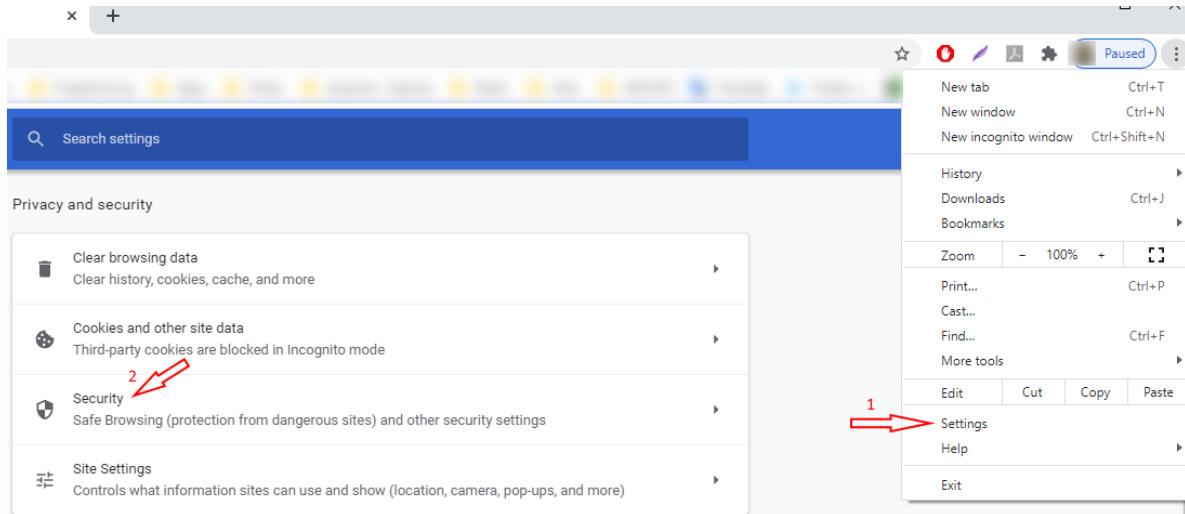 Paused
Search settings
Privacy and security
Clear browsing data
Clear history, cookies, cache, and more
Cookies and other site data
Third-party cookies are blocked in Incognito mode
2
Security
Safe Browsing (protection from dangerous sites) and other security settings
Site Settings
Controls what information sites can use and show (location, camera, pop-ups, and more)
New tab Ctrl+T
New window Ctrl+N
New incognito window Ctrl+Shift+N
History
Downloads Ctrl+J
Bookmarks
Zoom - 100% +
Print... Ctrl+P
Cast...
Find... Ctrl+F
More tools
Edit Cut Copy Paste
1
Settings
Help
Exit